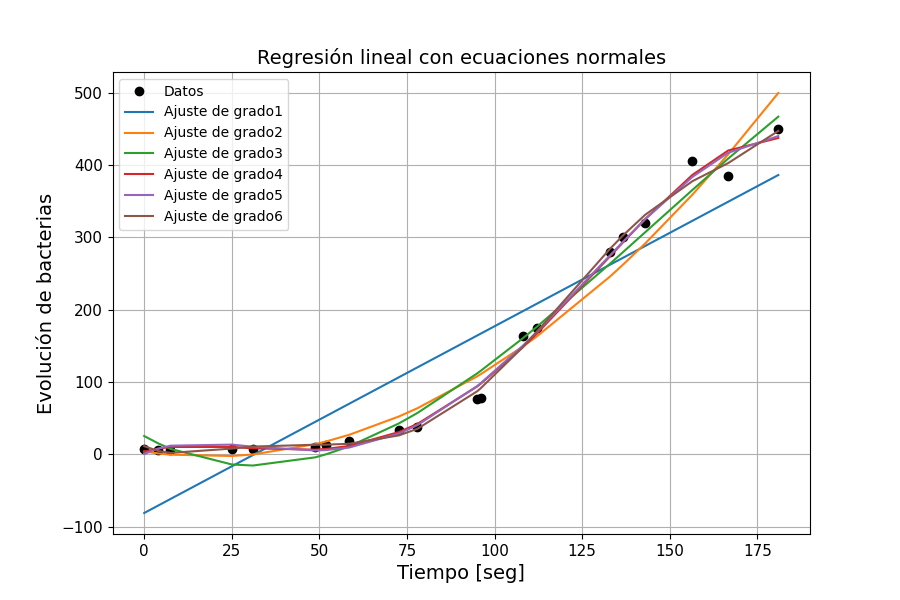 Regresión lineal con ecuaciones normales
Datos
Ajuste de grado1
Ajuste de grado2
Ajuste de grado3
Ajuste de grado4
Ajuste de grado5
Ajuste de grado6
Evolución de bacterias
500
400
300
200
100
0
−100
0 25 50 75 100 125 150 175
Tiempo [seg]